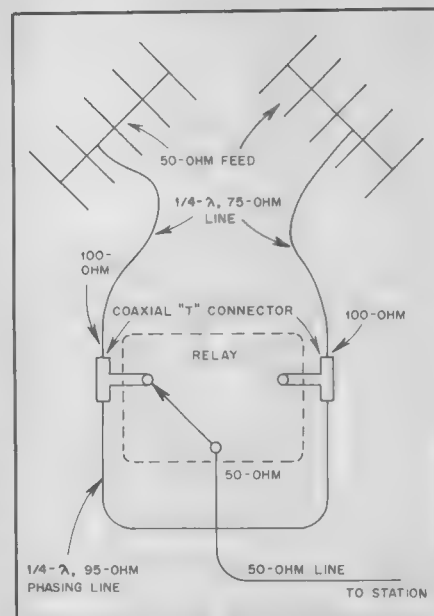 50-OHM FEED
1/4-λ, 75-OHM
LINE
100-
OHM
COAXIAL "T" CONNECTOR
100-OHM
RELAY
50-OHM
1/4-λ, 95-OHM
PHASING LINE
50-OHM LINE
TO STATION